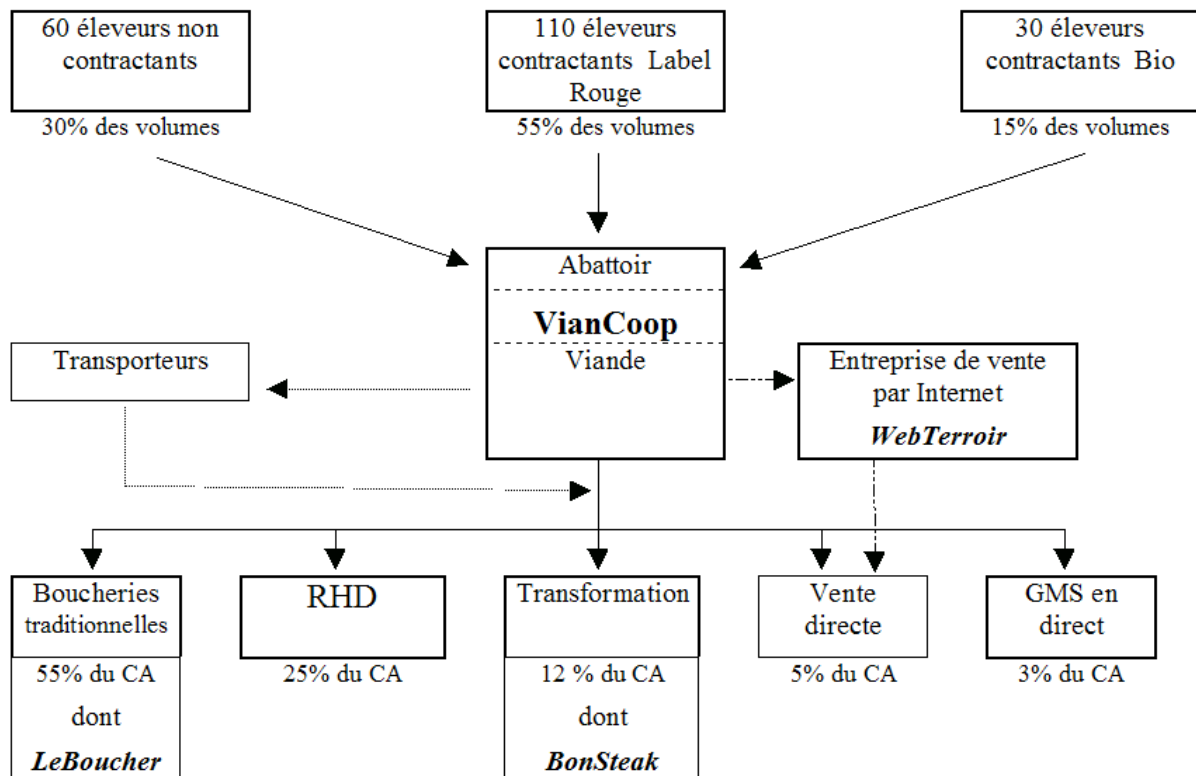 60 éleveurs non
contractants
30% des volumes
110 éleveurs
contractants Label
Rouge
55% des volumes
30 éleveurs
contractants Bio
15% des volumes
Abattoir
VianCoop
Viande
Transporteurs
Entreprise de vente
par Internet
WebTerroir
Boucheries
traditionnelles
55% du CA
dont
LeBoucher
RHD
25% du CA
Transformation
12 % du CA
dont
BonSteak
Vente
directe
5% du CA
GMS en
direct
3% du CA